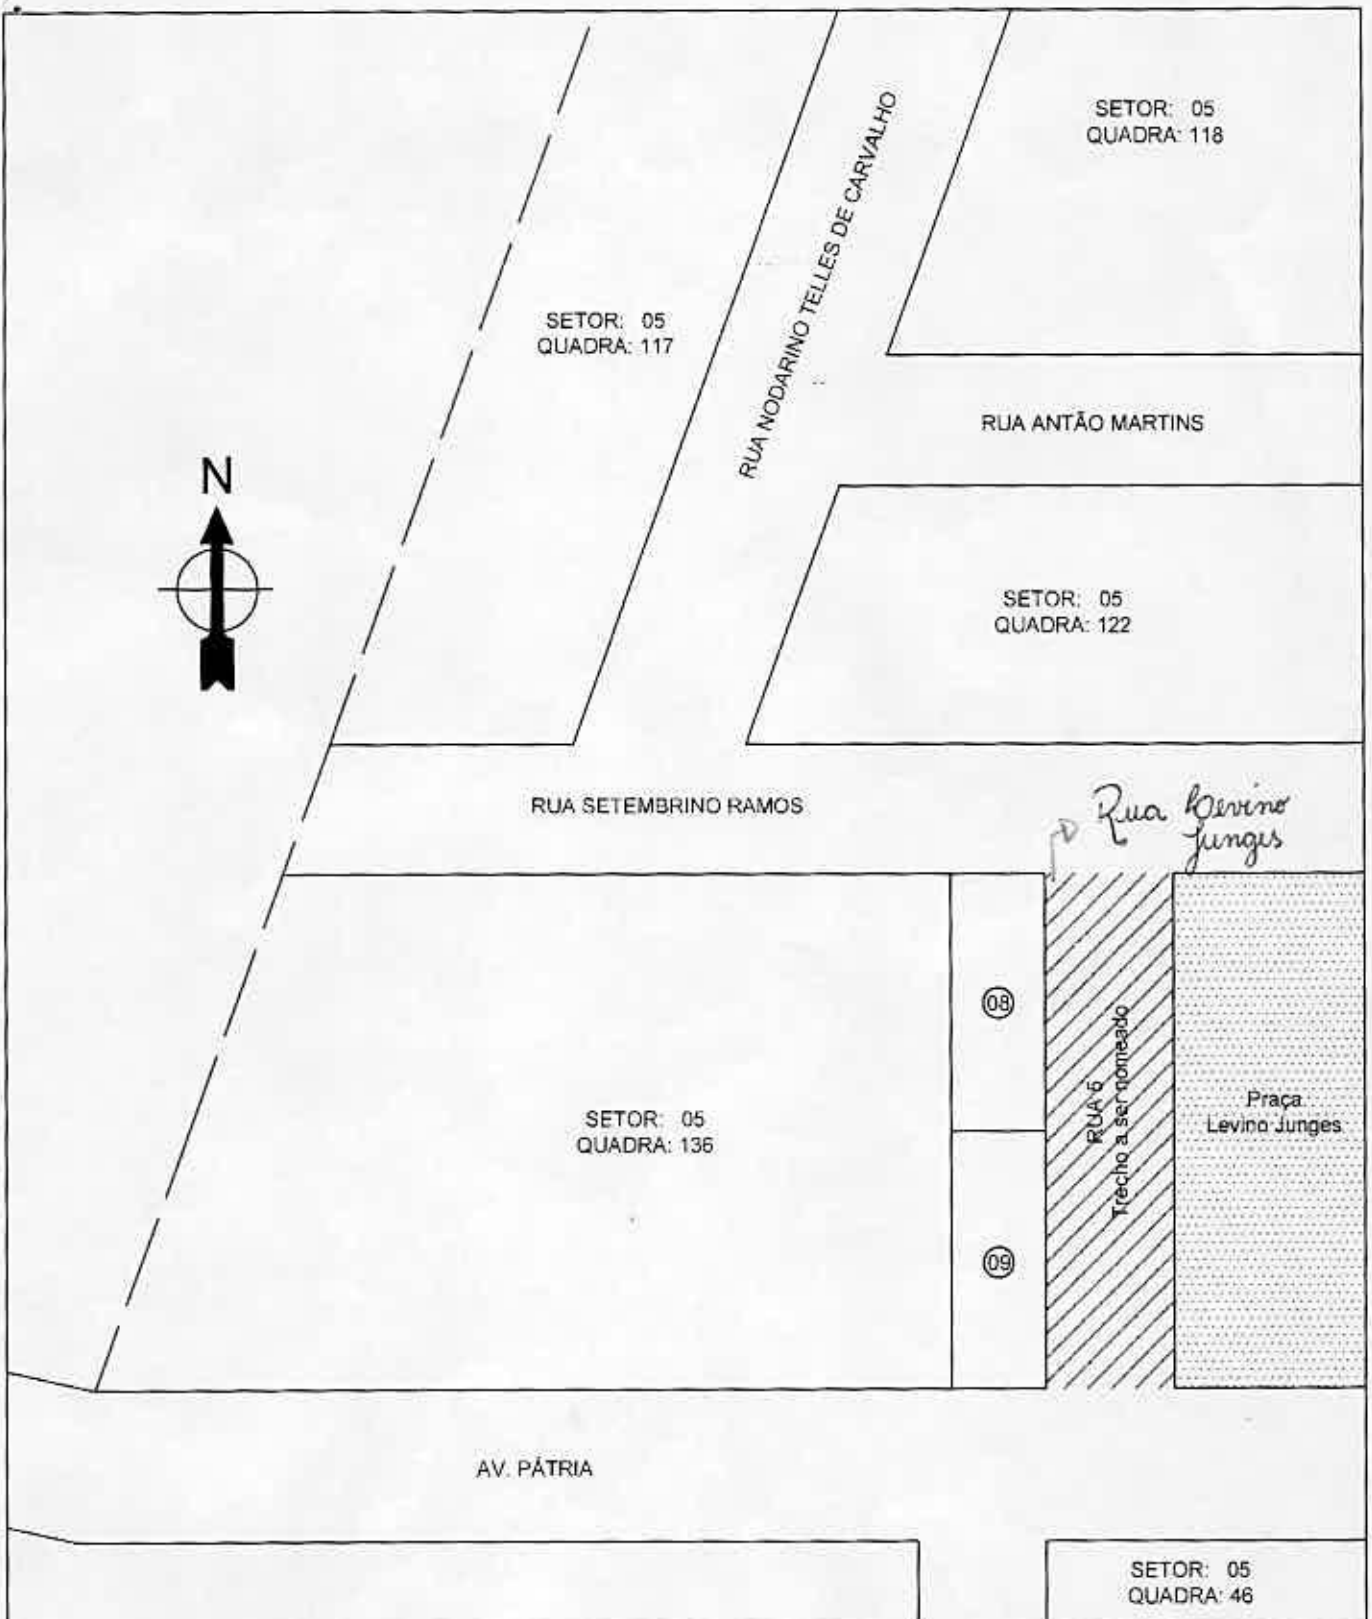 SETOR: 05
QUADRA: 118
RUA NODARINO TELLES DE CARVALHO
SETOR: 05
QUADRA: 117
RUA ANTÃO MARTINS
N
SETOR: 05
QUADRA: 122
RUA SETEMBRINO RAMOS
Rua Levino
Junges
08
RUA 5
Trecho a ser nomeado
Praça
Levino Junges
SETOR: 05
QUADRA: 136
09
AV. PÁTRIA
SETOR: 05
QUADRA: 46